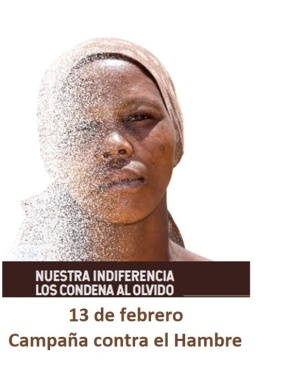 NUESTRA INDIFERENCIA
LOS CONDENA AL OLVIDO
13 de febrero
Campaña contra el Hambre